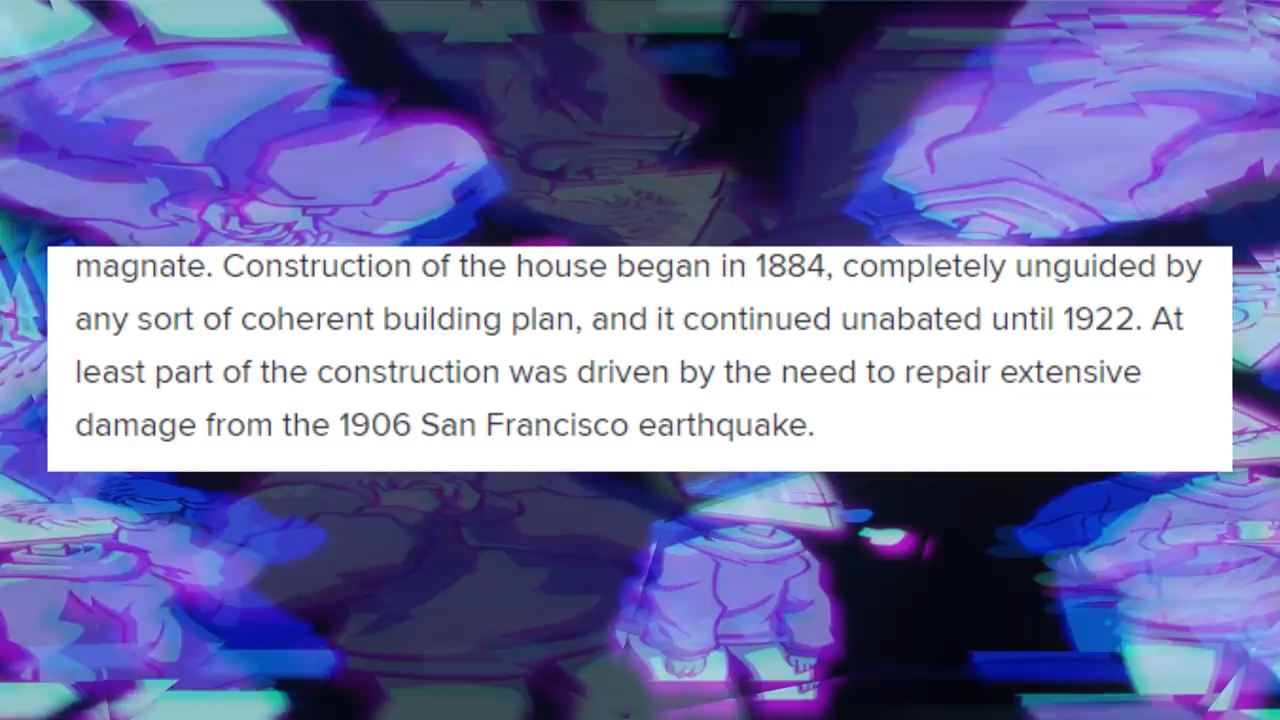 magnate. Construction of the house began in 1884, completely unguided by
any sort of coherent building plan, and it continued unabated until 1922. At
least part of the construction was driven by the need to repair extensive
damage from the 1906 San Francisco earthquake.